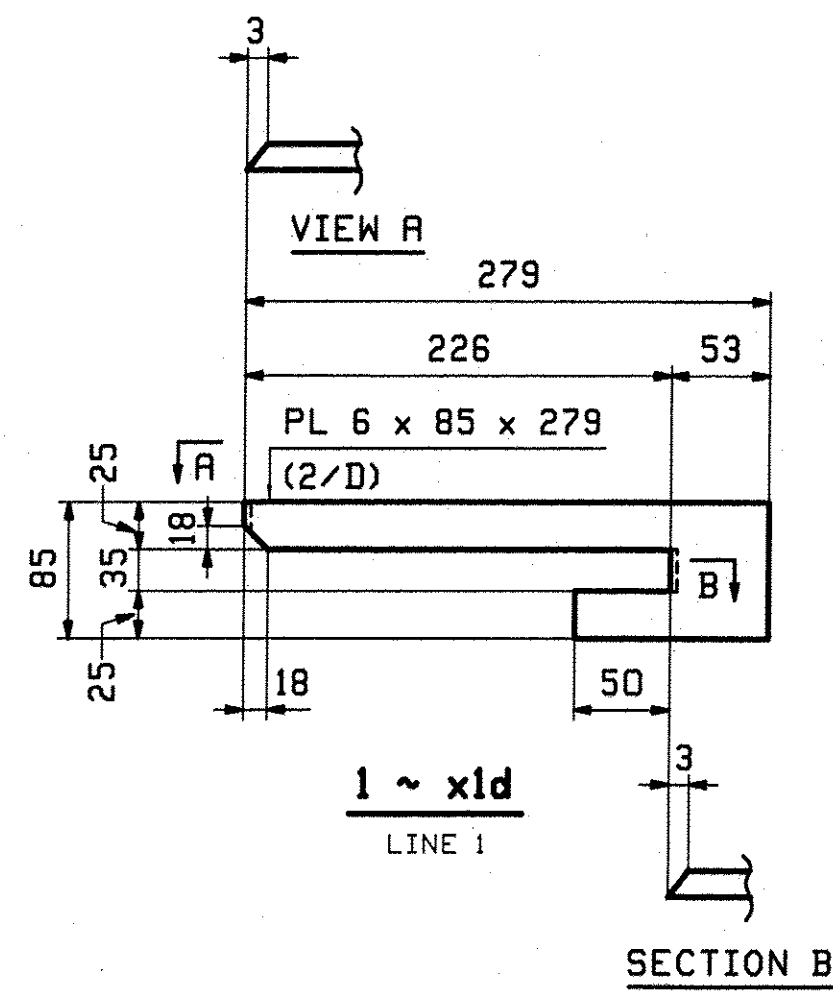 3
VIEW A
279
226 53
PL 6 x 85 x 279
(2/D)
A
25
18
85
35
B
25
18
50
1 ~ x1d
LINE 1
3
SECTION B